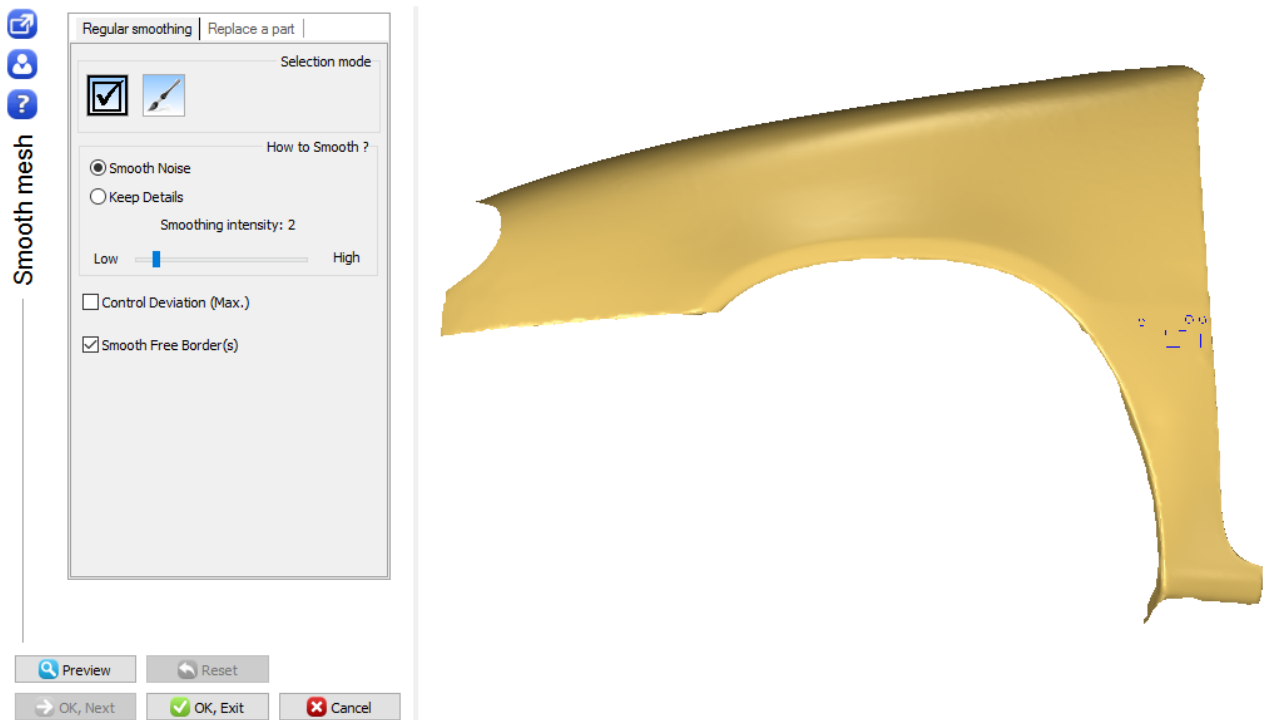 Smooth mesh
Regular smoothing
Replace a part
Selection mode
How to Smooth ?
Smooth Noise
Keep Details
Smoothing intensity: 2
Low
High
Control Deviation (Max.)
Smooth Free Border(s)
Preview
Reset
OK, Next
OK, Exit
Cancel